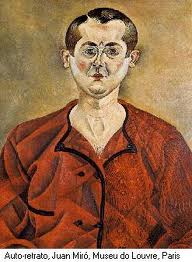 Auto-retrato, Juan Miró, Museu do Louvre, Paris